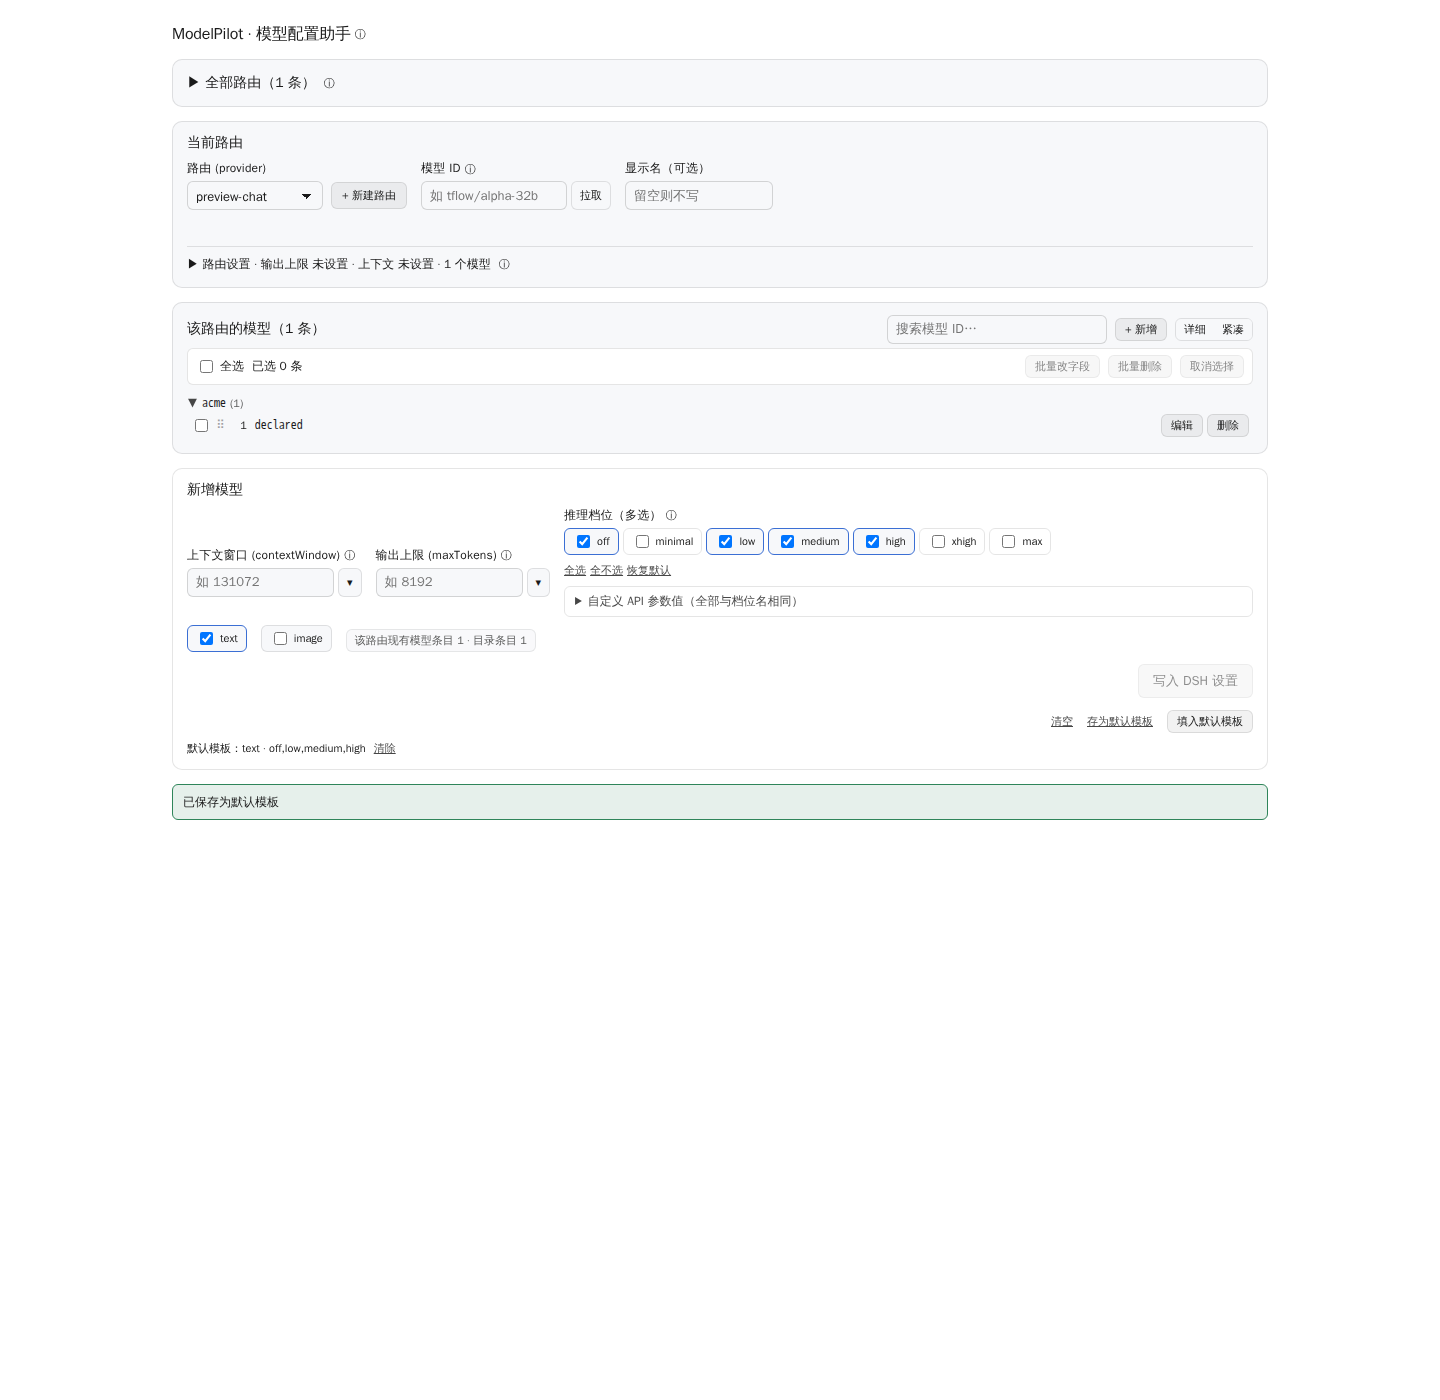 ModelPilot · 模型配置助手 ⓘ
▶ 全部路由（1 条） ⓘ
当前路由
路由 (provider) 模型 ID ⓘ 显示名（可选）
preview-chat + 新建路由 如 tflow/alpha-32b 拉取 留空则不写
▶ 路由设置 · 输出上限 未设置 · 上下文 未设置 · 1 个模型 ⓘ
该路由的模型（1 条） 搜索模型 ID… + 新增 详细 紧凑
全选 已选 0 条 批量改字段 批量删除 取消选择
▼ acme (1)
⠿ 1 declared 编辑 删除
新增模型
推理档位（多选） ⓘ
off minimal low medium high xhigh max
上下文窗口 (contextWindow) ⓘ 输出上限 (maxTokens) ⓘ
全选 全不选 恢复默认
如 131072 ▾ 如 8192 ▾
▶ 自定义 API 参数值（全部与档位名相同）
text image 该路由现有模型条目 1 · 目录条目 1
写入 DSH 设置
清空 存为默认模板 填入默认模板
默认模板：text · off,low,medium,high 清除
已保存为默认模板